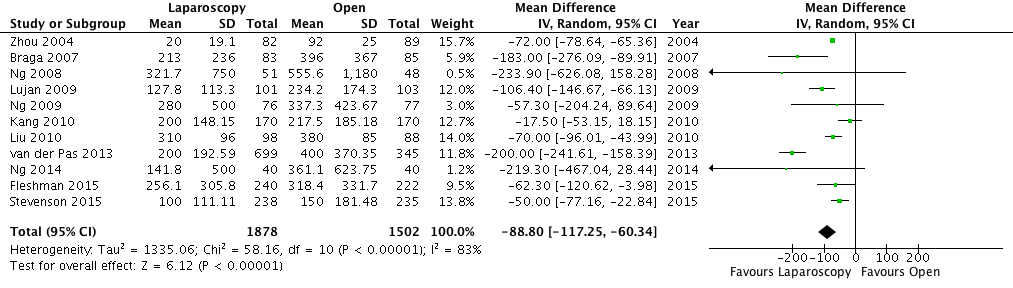 Laparoscopy Open Mean Difference Mean Difference
Study or Subgroup Mean SD Total Mean SD Total Weight IV, Random, 95% CI Year IV, Random, 95% CI
Zhou 2004 20 19.1 82 92 25 89 15.7% -72.00 [-78.64, -65.36] 2004
Braga 2007 213 236 83 396 367 85 5.9% -183.00 [-276.09, -89.91] 2007
Ng 2008 321.7 750 51 555.6 1,180 48 0.5% -233.90 [-626.08, 158.28] 2008
Lujan 2009 127.8 113.3 101 234.2 174.3 103 12.0% -106.40 [-146.67, -66.13] 2009
Ng 2009 280 500 76 337.3 423.67 77 3.0% -57.30 [-204.24, 89.64] 2009
Kang 2010 200 148.15 170 217.5 185.18 170 12.7% -17.50 [-53.15, 18.15] 2010
Liu 2010 310 96 98 380 85 88 14.0% -70.00 [-96.01, -43.99] 2010
van der Pas 2013 200 192.59 699 400 370.35 345 11.8% -200.00 [-241.61, -158.39] 2013
Ng 2014 141.8 500 40 361.1 623.75 40 1.2% -219.30 [-467.04, 28.44] 2014
Fleshman 2015 256.1 305.8 240 318.4 331.7 222 9.5% -62.30 [-120.62, -3.98] 2015
Stevenson 2015 100 111.11 238 150 181.48 235 13.8% -50.00 [-77.16, -22.84] 2015
Total (95% CI) 1878 1502 100.0% -88.80 [-117.25, -60.34]
Heterogeneity: Tau² = 1335.06; Chi² = 58.16, df = 10 (P < 0.00001); I² = 83%
Test for overall effect: Z = 6.12 (P < 0.00001)
-200 -100 0 100 200
Favours Laparoscopy Favours Open